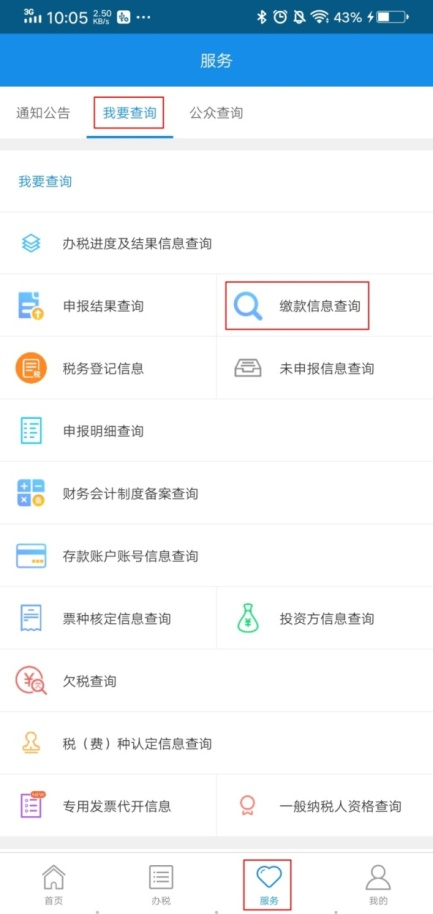 3G 10:05 2.50 KB/s 43%
服务
通知公告 我要查询 公众查询
我要查询
办税进度及结果信息查询
申报结果查询 缴款信息查询
税务登记信息 未申报信息查询
申报明细查询
财务会计制度备案查询
存款账户账号信息查询
票种核定信息查询 投资方信息查询
欠税查询
税（费）种认定信息查询
专用发票代开信息 一般纳税人资格查询
首页 办税 服务 我的